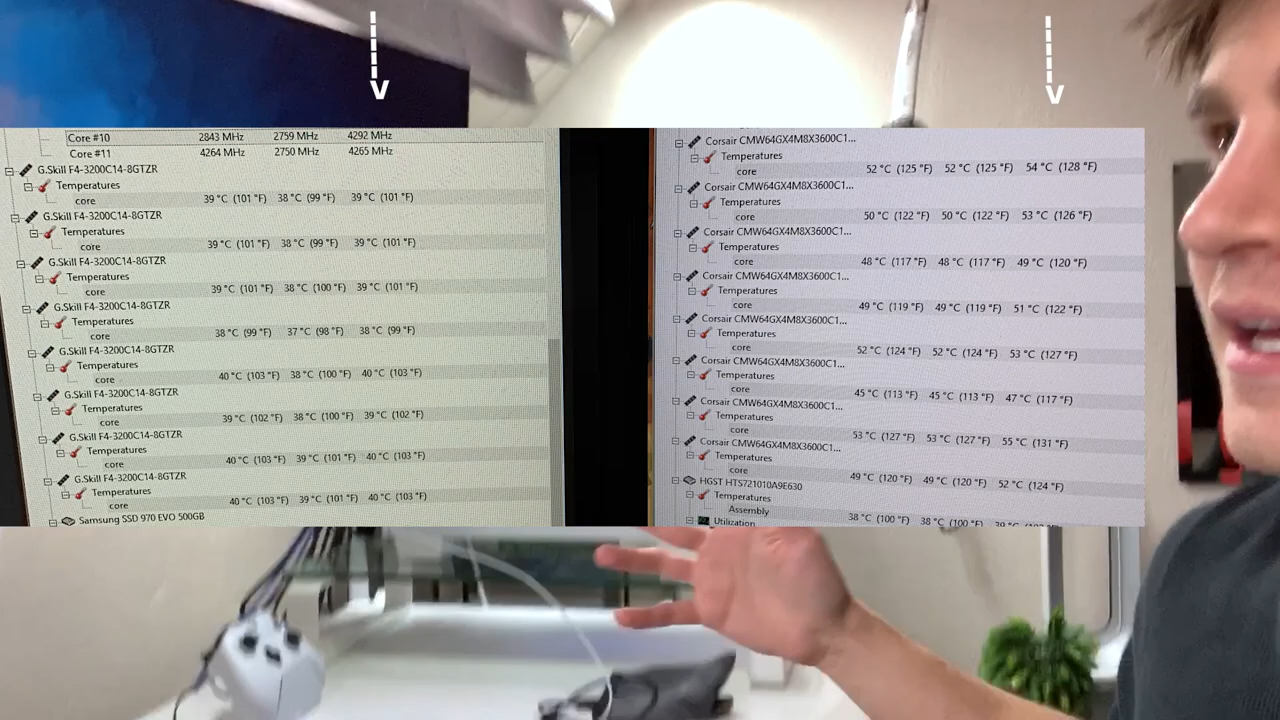 Core #10 2843 MHz 2759 MHz 4292 MHz
Core #11 4264 MHz 2750 MHz 4265 MHz
G.Skill F4-3200C14-8GTZR
Temperatures
core 39 °C (101 °F) 38 °C (99 °F) 39 °C (101 °F)
G.Skill F4-3200C14-8GTZR
Temperatures
core 39 °C (101 °F) 38 °C (99 °F) 39 °C (101 °F)
G.Skill F4-3200C14-8GTZR
Temperatures
core 39 °C (101 °F) 38 °C (100 °F) 39 °C (101 °F)
G.Skill F4-3200C14-8GTZR
Temperatures
core 38 °C (99 °F) 37 °C (98 °F) 38 °C (99 °F)
G.Skill F4-3200C14-8GTZR
Temperatures
core 40 °C (103 °F) 38 °C (100 °F) 40 °C (103 °F)
G.Skill F4-3200C14-8GTZR
Temperatures
core 39 °C (102 °F) 38 °C (100 °F) 39 °C (102 °F)
G.Skill F4-3200C14-8GTZR
Temperatures
core 40 °C (103 °F) 39 °C (101 °F) 40 °C (103 °F)
G.Skill F4-3200C14-8GTZR
Temperatures
core 40 °C (103 °F) 39 °C (101 °F) 40 °C (103 °F)
Samsung SSD 970 EVO 500GB
Corsair CMW64GX4M8X3600C1...
Temperatures
core 52 °C (125 °F) 52 °C (125 °F) 54 °C (128 °F)
Corsair CMW64GX4M8X3600C1...
Temperatures
core 50 °C (122 °F) 50 °C (122 °F) 53 °C (126 °F)
Corsair CMW64GX4M8X3600C1...
Temperatures
core 48 °C (117 °F) 48 °C (117 °F) 49 °C (120 °F)
Corsair CMW64GX4M8X3600C1...
Temperatures
core 49 °C (119 °F) 49 °C (119 °F) 51 °C (122 °F)
Corsair CMW64GX4M8X3600C1...
Temperatures
core 52 °C (124 °F) 52 °C (124 °F) 53 °C (127 °F)
Corsair CMW64GX4M8X3600C1...
Temperatures
core 45 °C (113 °F) 45 °C (113 °F) 47 °C (117 °F)
Corsair CMW64GX4M8X3600C1...
Temperatures
core 53 °C (127 °F) 53 °C (127 °F) 55 °C (131 °F)
Corsair CMW64GX4M8X3600C1...
Temperatures
core 49 °C (120 °F) 49 °C (120 °F) 52 °C (124 °F)
HGST HTS721010A9E630
Temperatures
Assembly 38 °C (100 °F) 38 °C (100 °F)
Utilization